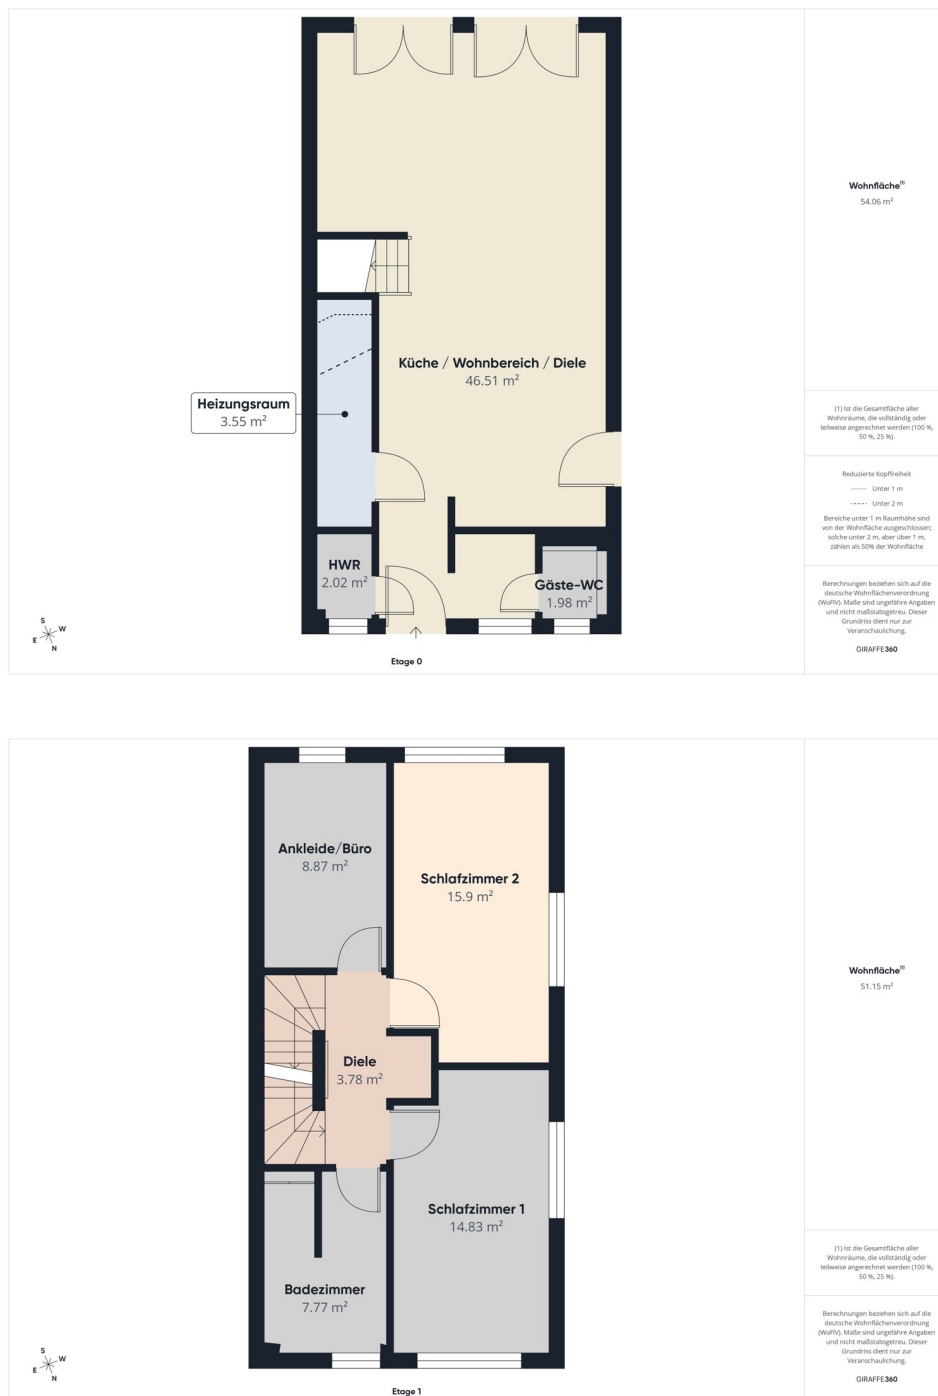 Küche / Wohnbereich / Diele
46.51 m²
Heizungsraum
3.55 m²
HWR
2.02 m²
Gäste-WC
1.98 m²
S
W
E
N
Etage 0
Wohnfläche⁽¹⁾
54.06 m²
(1) Ist die Gesamtfläche aller
Wohnräume, die vollständig oder
teilweise angerechnet werden (100 %,
50 %, 25 %).
Reduzierte Kopffreiheit
Unter 1 m
Unter 2 m
Bereiche unter 1 m Raumhöhe sind
von der Wohnfläche ausgeschlossen;
solche unter 2 m, aber über 1 m,
zählen als 50% der Wohnfläche
Berechnungen beziehen sich auf die
deutsche Wohnflächenverordnung
(WoFlV). Maße sind ungefähre Angaben
und nicht maßstabsgetreu. Dieser
Grundriss dient nur zur
Veranschaulichung.
GIRAFFE360
Ankleide/Büro
8.87 m²
Schlafzimmer 2
15.9 m²
Diele
3.78 m²
Schlafzimmer 1
14.83 m²
Badezimmer
7.77 m²
S
W
E
N
Etage 1
Wohnfläche⁽¹⁾
51.15 m²
(1) Ist die Gesamtfläche aller
Wohnräume, die vollständig oder
teilweise angerechnet werden (100 %,
50 %, 25 %).
Berechnungen beziehen sich auf die
deutsche Wohnflächenverordnung
(WoFlV). Maße sind ungefähre Angaben
und nicht maßstabsgetreu. Dieser
Grundriss dient nur zur
Veranschaulichung.
GIRAFFE360